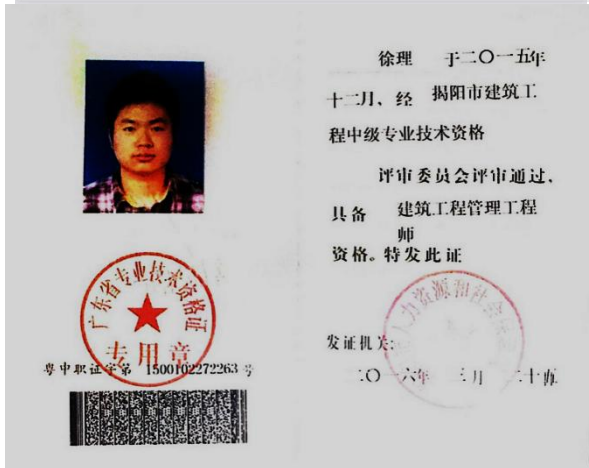 徐理 于二〇一五年
十二月、经 揭阳市建筑工
程中级专业技术资格
评审委员会评审通过、
具备 建筑工程管理工程
师
资格。特发此证
广东省专业技术资格证
专用章
粤中职证字第 1500102272263 号
发证机关:
二〇一六年 三月